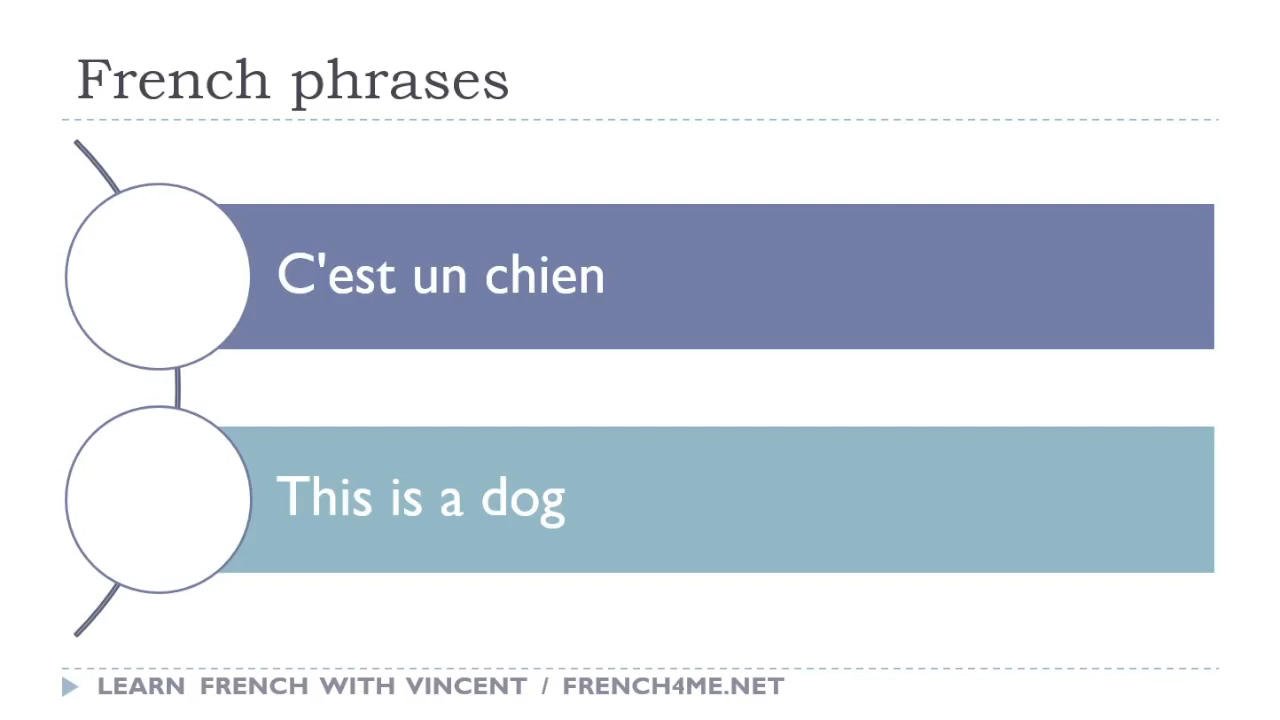 French phrases
C'est un chien
This is a dog
LEARN FRENCH WITH VINCENT / FRENCH4ME.NET